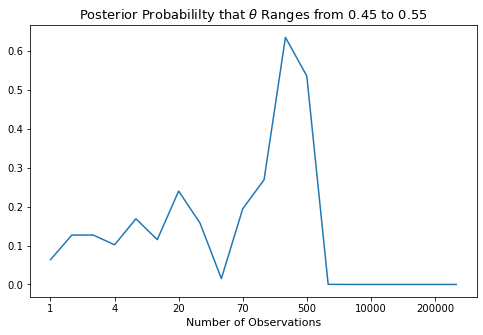 Posterior Probabililty that θ Ranges from 0.45 to 0.55
0.6
0.5
0.4
0.3
0.2
0.1
0.0
1 4 20 70 500 10000 200000
Number of Observations